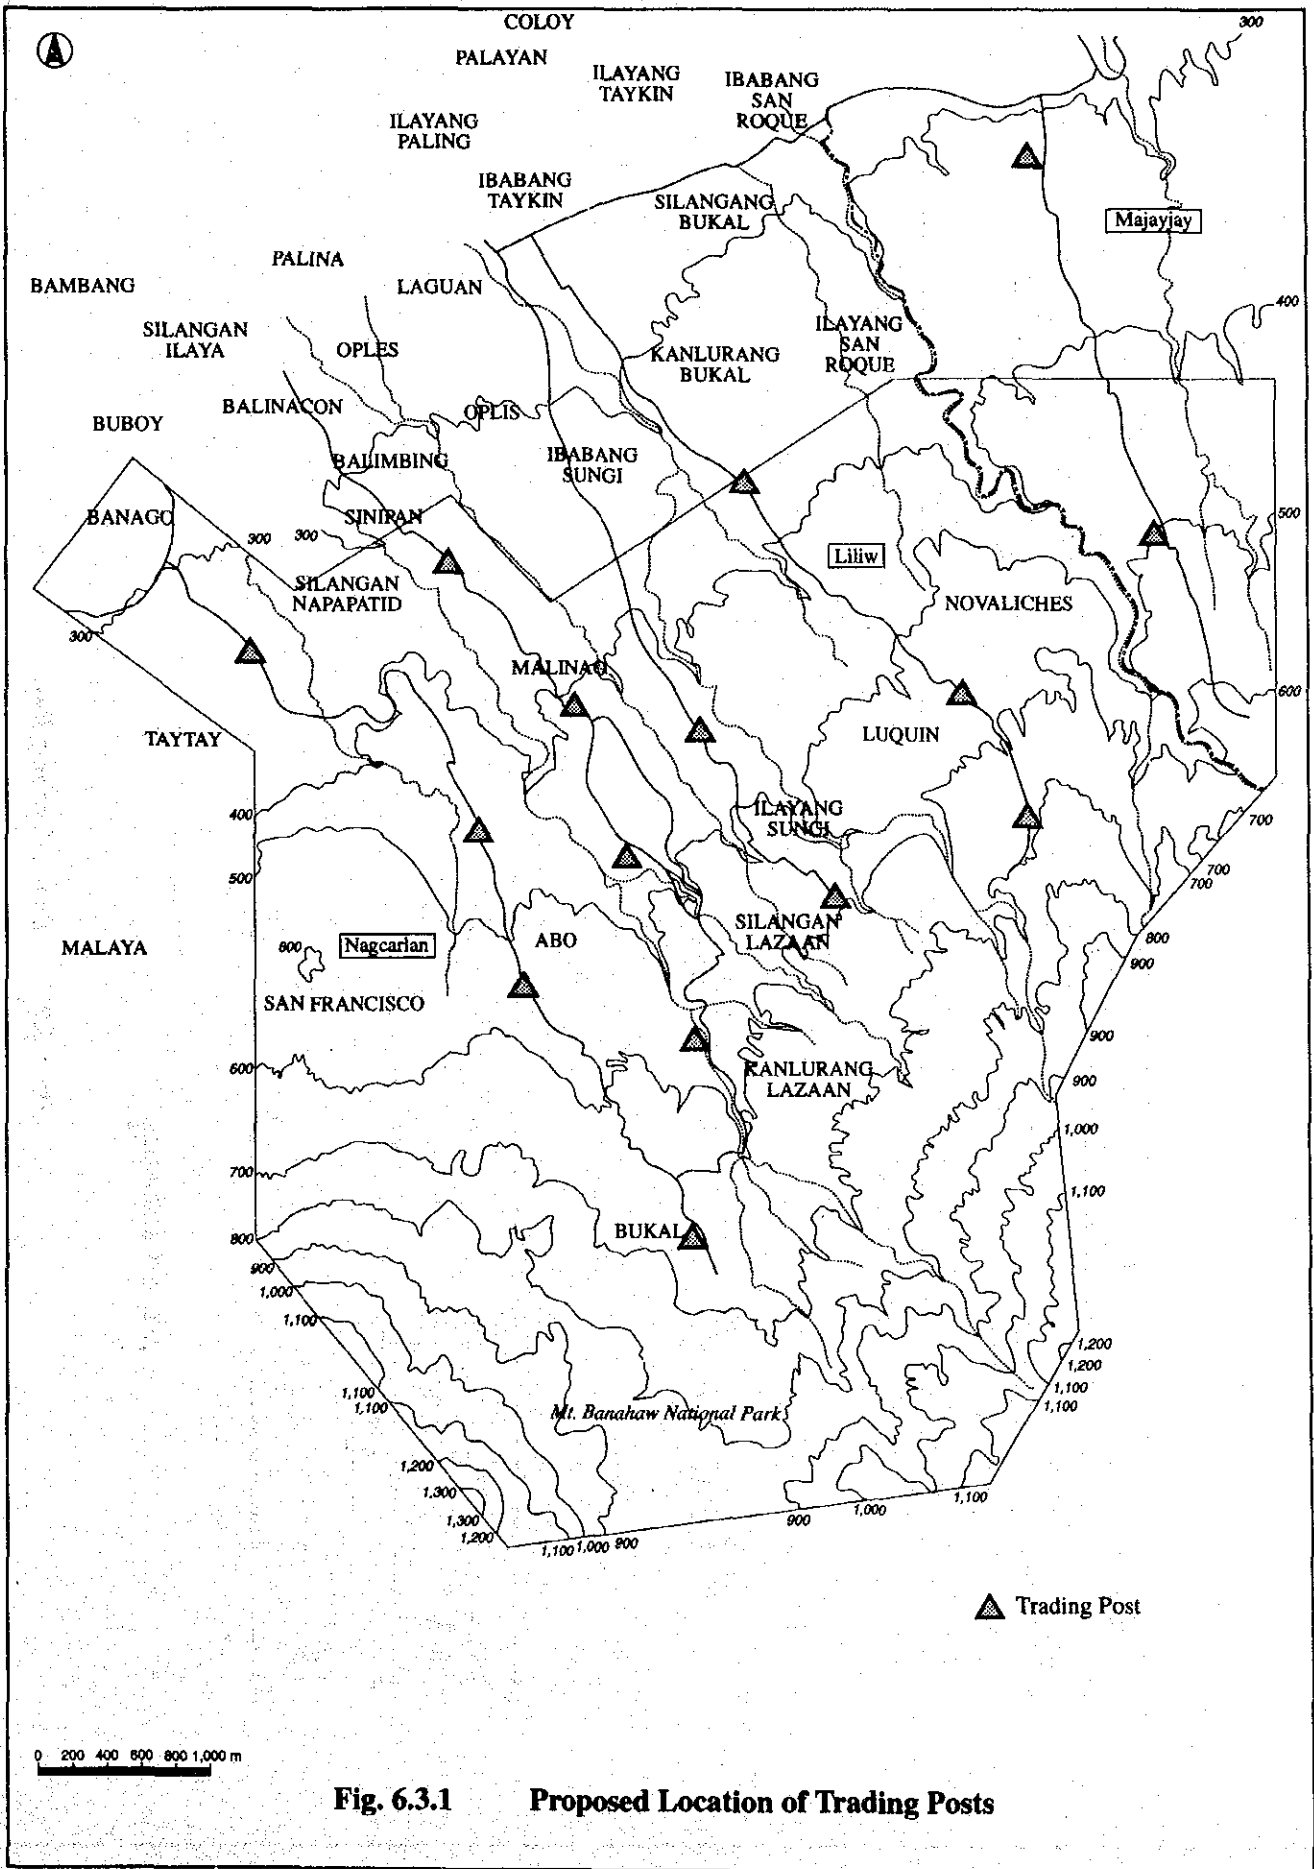 COLOY
300
PALAYAN
ILAYANG
TAYKIN
IBABANG
SAN
ROQUE
ILAYANG
PALING
IBABANG
TAYKIN
SILANGANG
BUKAL
Majayjay
PALINA
BAMBANG
LAGUAN
400
SILANGAN
ILAYA
OPLES
ILAYANG
SAN
ROQUE
KANLURANG
BUKAL
BALINACON
OPLIS
BUBOY
BALIMBING
IBABANG
SUNGI
BANAGO
SINIPAN
500
300
300
Liliw
SILANGAN
NAPAPATID
NOVALICHES
300
MALINAO
600
TAYTAY
LUQUIN
400
ILAYANG
SUNGI
700
500
700
700
SILANGAN
LAZAAN
MALAYA
800
Nagcarlan
ABO
800
900
SAN FRANCISCO
900
600
KANLURANG
LAZAAN
900
1,000
700
1,100
BUKAL
800
900
1,000
1,100
1,200
1,200
1,100
1,100
1,100
1,100
Mt. Banahaw National Park
1,200
1,300
1,300
1,200
1,100
1,000
900
900
1,000
1,100
Trading Post
0 200 400 600 800 1,000 m
Fig. 6.3.1 Proposed Location of Trading Posts